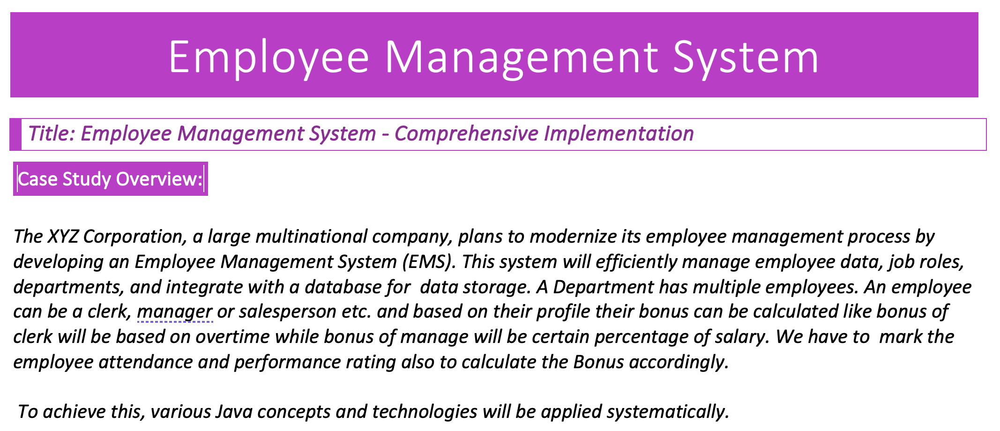 Employee Management System
Title: Employee Management System - Comprehensive Implementation
Case Study Overview:
The XYZ Corporation, a large multinational company, plans to modernize its employee management process by
developing an Employee Management System (EMS). This system will efficiently manage employee data, job roles,
departments, and integrate with a database for  data storage. A Department has multiple employees. An employee
can be a clerk, manager or salesperson etc. and based on their profile their bonus can be calculated like bonus of
clerk will be based on overtime while bonus of manage will be certain percentage of salary. We have to  mark the
employee attendance and performance rating also to calculate the Bonus accordingly.
To achieve this, various Java concepts and technologies will be applied systematically.